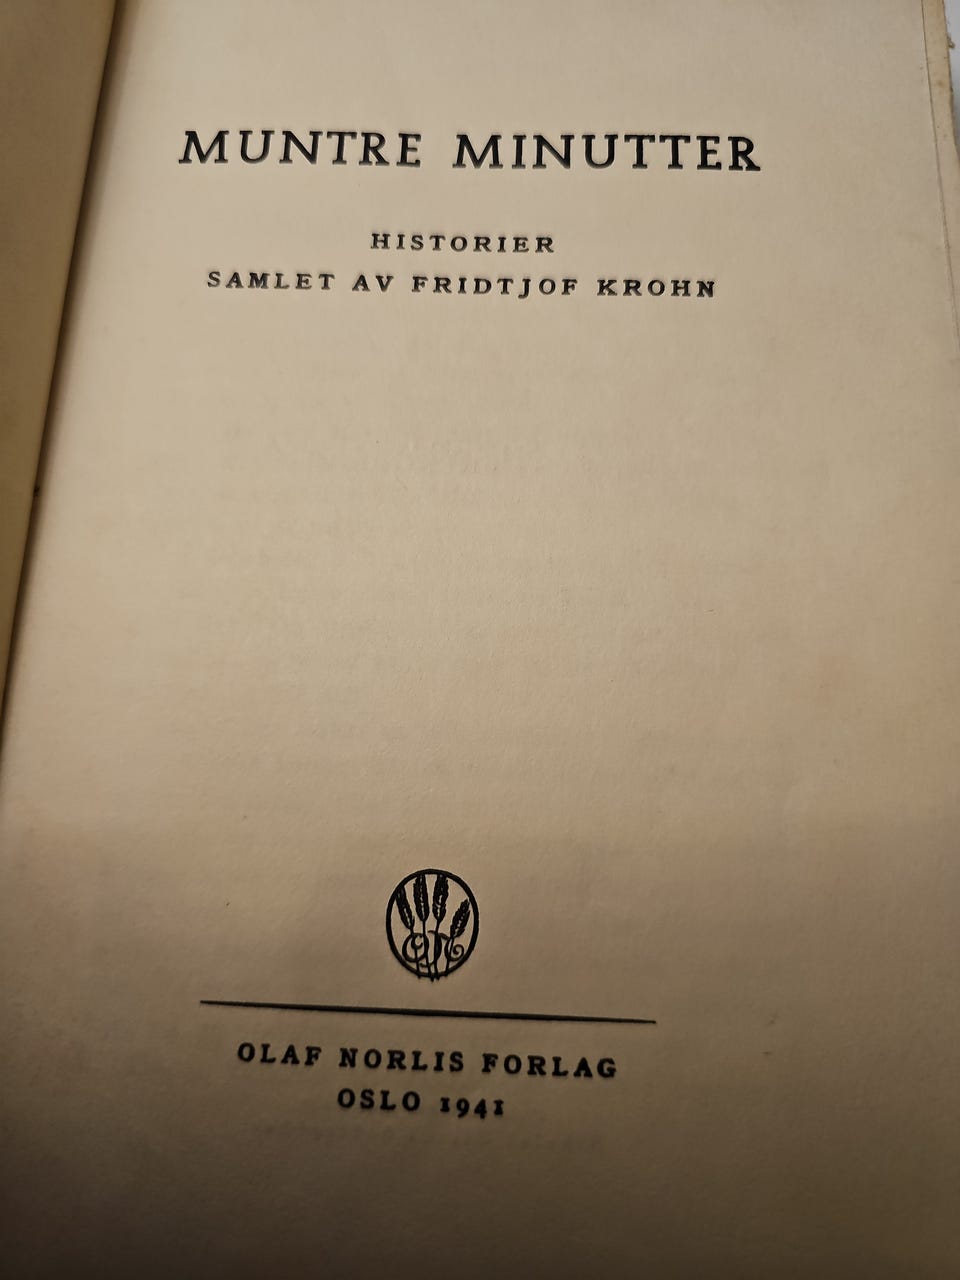 MUNTRE MINUTTER
HISTORIER
SAMLET AV FRIDTJOF KROHN
OLAF NORLIS FORLAG
OSLO 1941